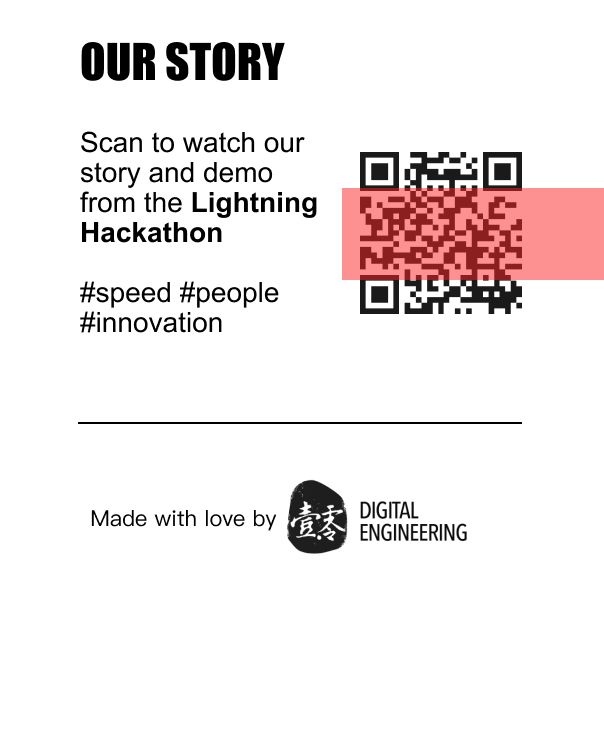 OUR STORY
Scan to watch our
story and demo
from the Lightning
Hackathon
#speed #people
#innovation
Made with love by
壹零
DIGITAL
ENGINEERING